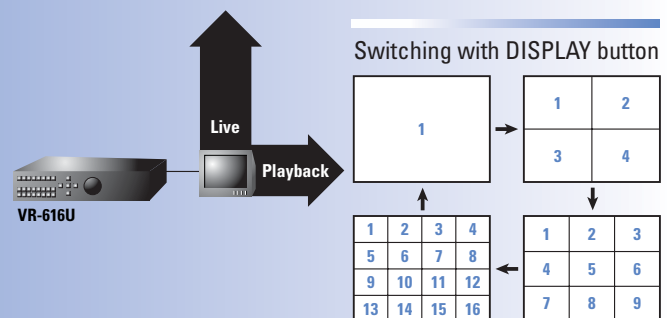 Switching with DISPLAY button
Live
Playback
VR-616U
1
1 2
3 4
1 2 3 4
5 6 7 8
9 10 11 12
13 14 15 16
1 2 3
4 5 6
7 8 9